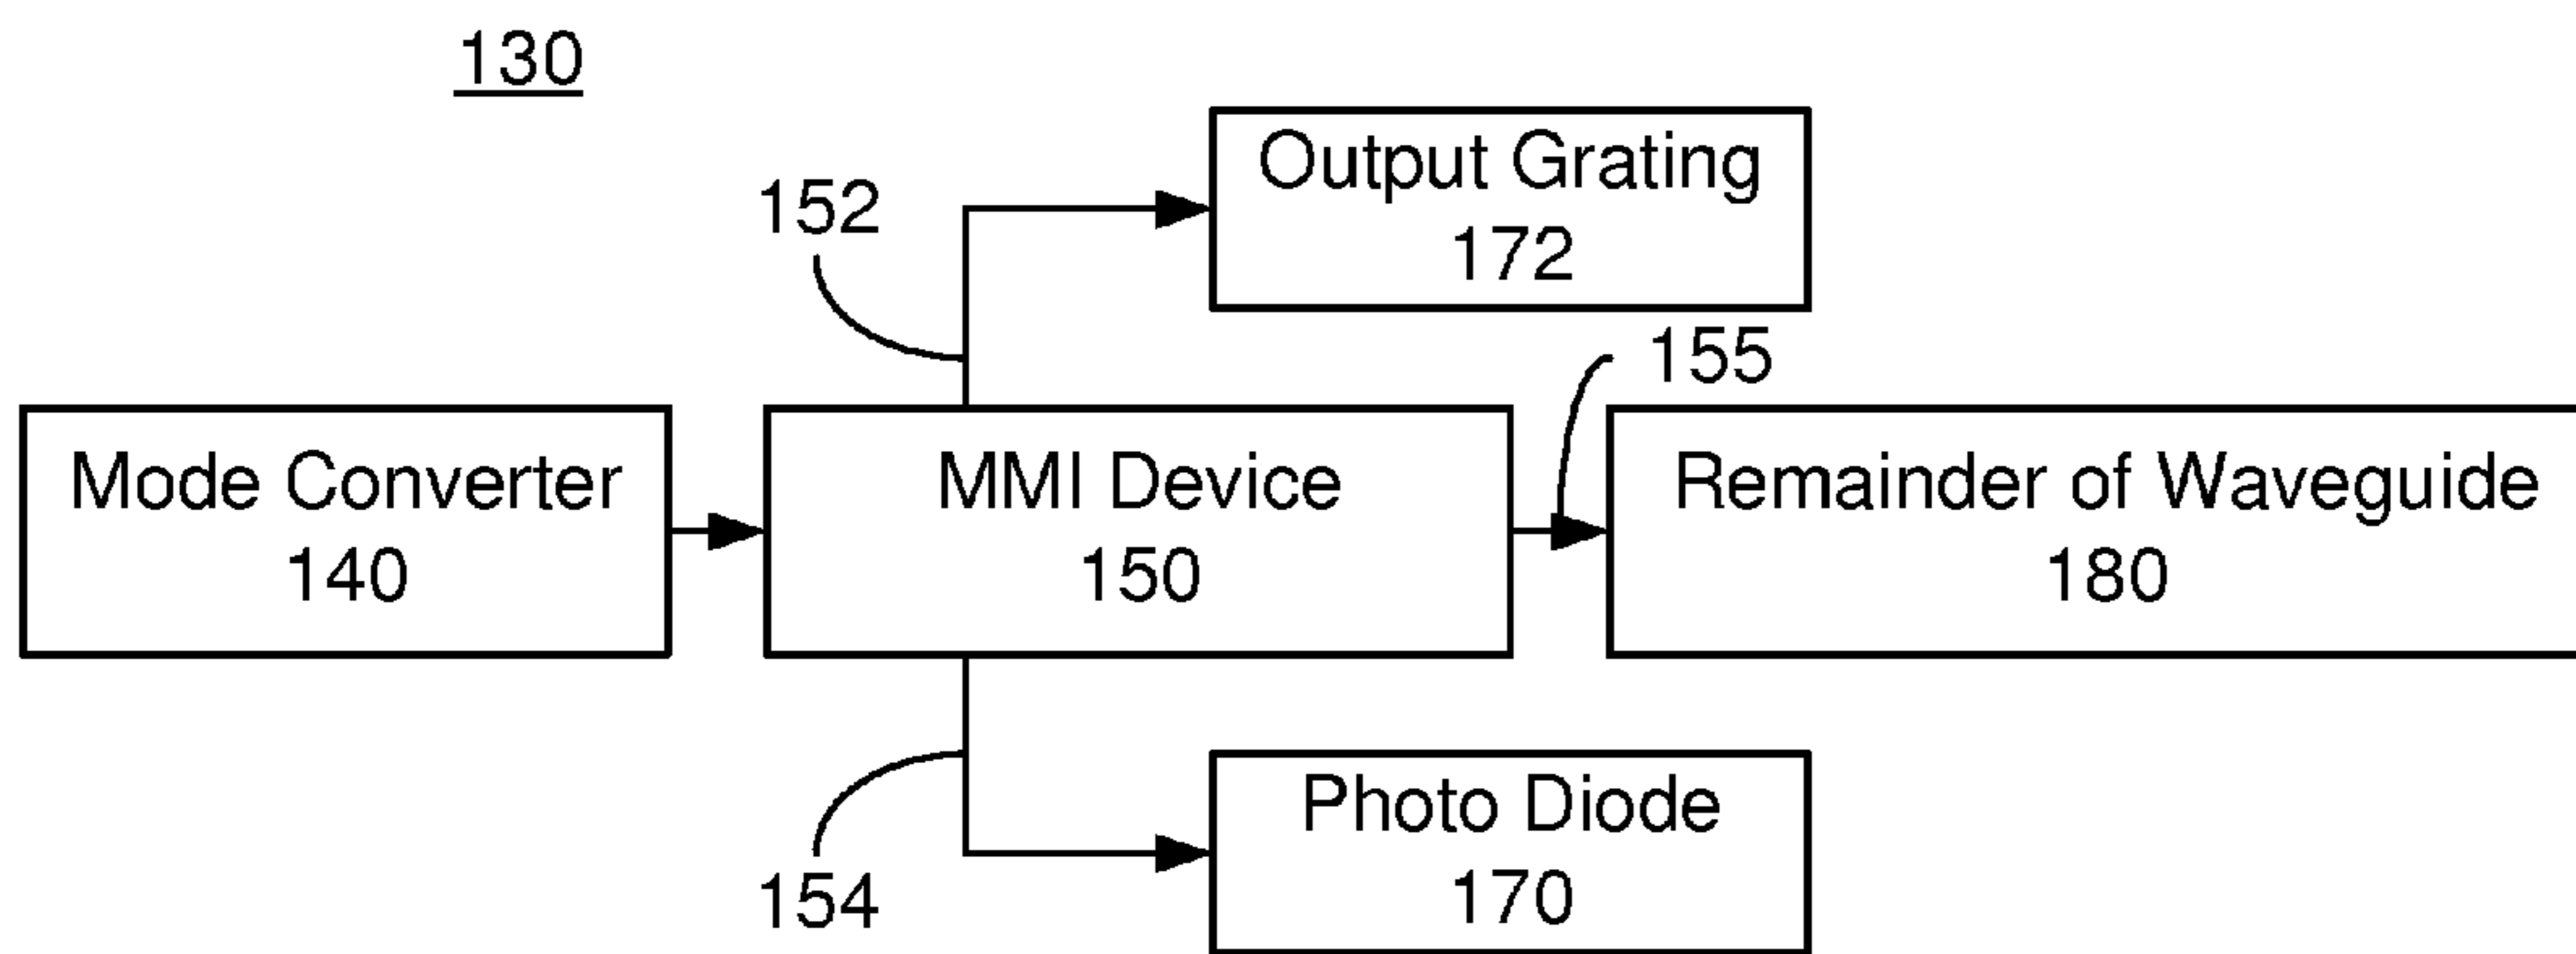 130
Output Grating
172
152
155
Mode Converter
140
MMI Device
150
Remainder of Waveguide
180
Photo Diode
170
154